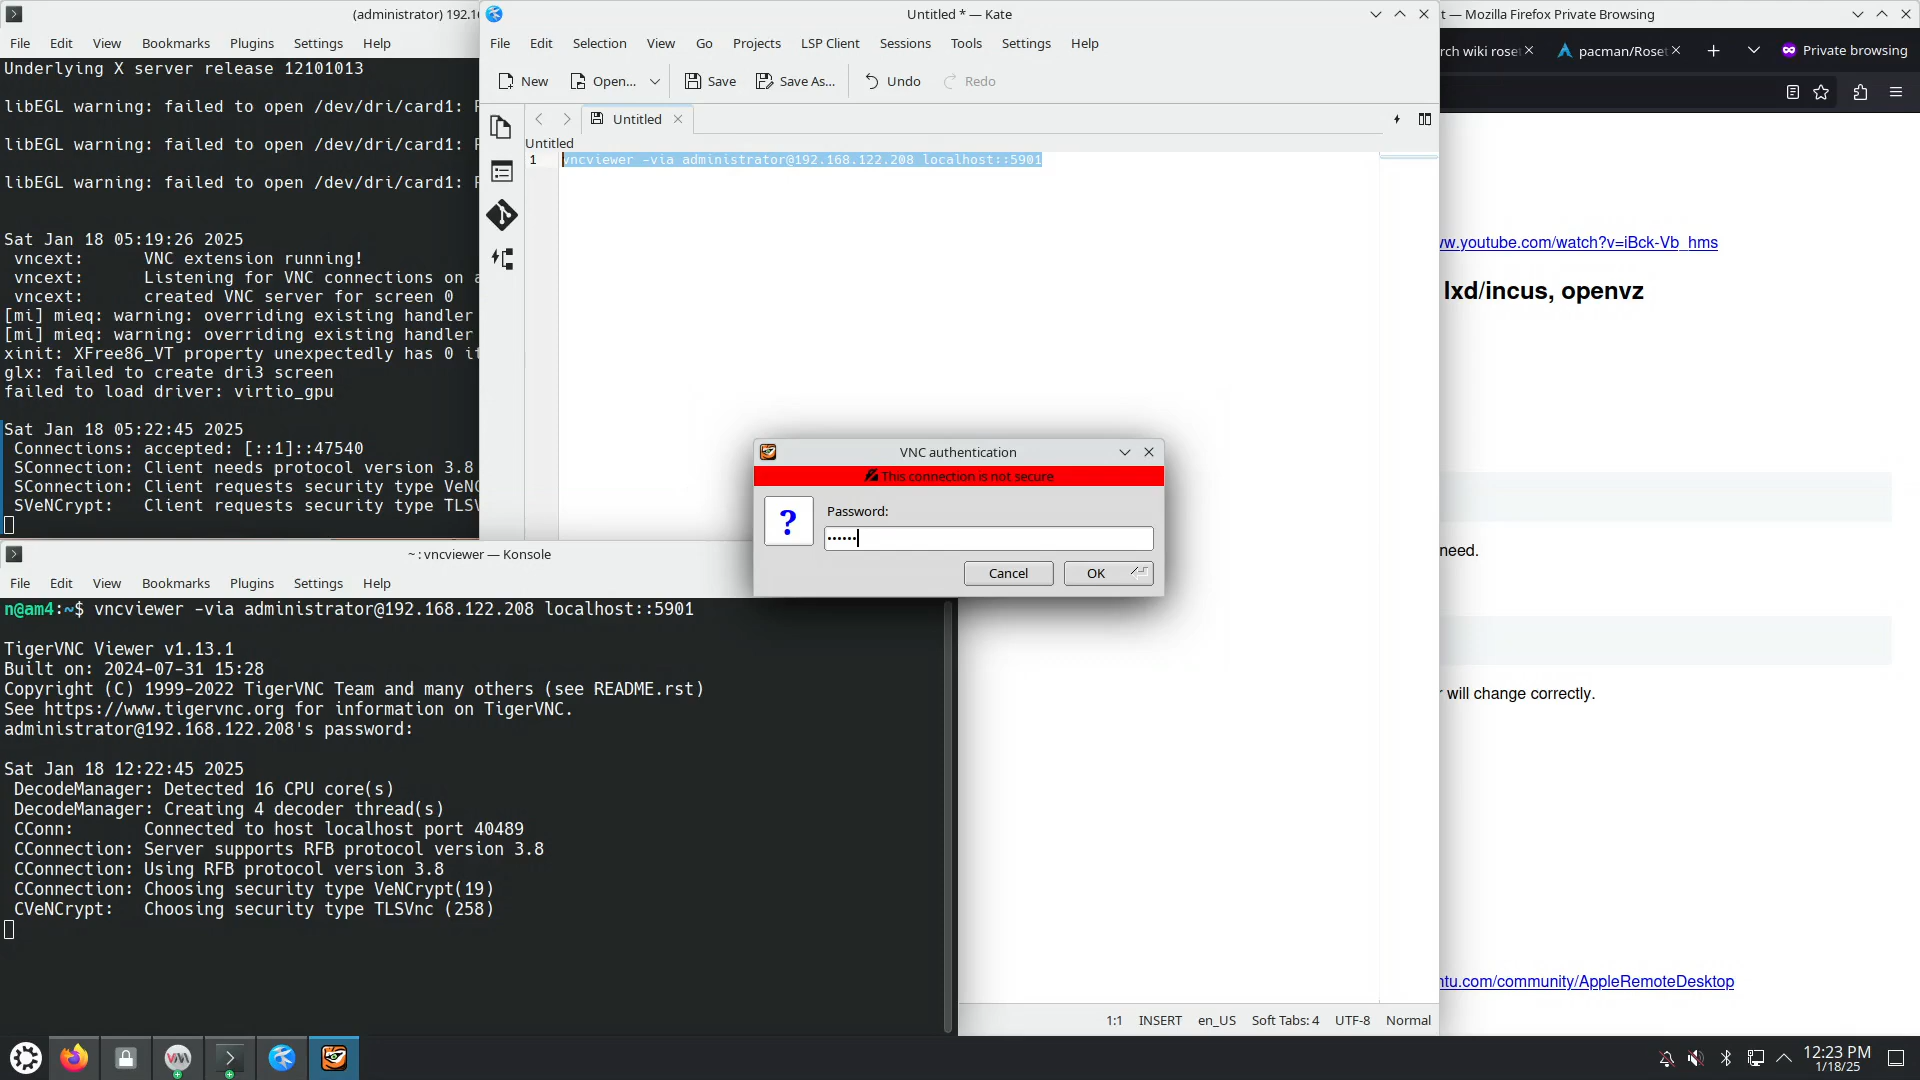 (administrator) 192.1
File Edit View Bookmarks Plugins Settings Help
Underlying X server release 12101013
libEGL warning: failed to open /dev/dri/card1:
libEGL warning: failed to open /dev/dri/card1:
libEGL warning: failed to open /dev/dri/card1:
Sat Jan 18 05:19:26 2025
vncext: VNC extension running!
vncext: Listening for VNC connections on
vncext: created VNC server for screen 0
[mi] mieq: warning: overriding existing handler
[mi] mieq: warning: overriding existing handler
xinit: XFree86_VT property unexpectedly has 0
glx: failed to create dri3 screen
failed to load driver: virtio_gpu
Sat Jan 18 05:22:45 2025
Connections: accepted: [::1]::47540
SConnection: Client needs protocol version 3.8
SConnection: Client requests security type VeNC
SVeNCrypt: Client requests security type TLSV
Untitled * — Kate
File Edit Selection View Go Projects LSP Client Sessions Tools Settings Help
New Open... Save Save As... Undo Redo
Untitled
Untitled
1 vncviewer -via administrator@192.168.122.208 localhost::5901
1:1 INSERT en_US Soft Tabs: 4 UTF-8 Normal
VNC authentication
This connection is not secure
?
Password:
••••••
Cancel OK
t — Mozilla Firefox Private Browsing
rch wiki roset pacman/Roset Private browsing
ww.youtube.com/watch?v=iBck-Vb_hms
lxd/incus, openvz
need.
will change correctly.
ntu.com/community/AppleRemoteDesktop
~ : vncviewer — Konsole
File Edit View Bookmarks Plugins Settings Help
n@am4:~$ vncviewer -via administrator@192.168.122.208 localhost::5901
TigerVNC Viewer v1.13.1
Built on: 2024-07-31 15:28
Copyright (C) 1999-2022 TigerVNC Team and many others (see README.rst)
See https://www.tigervnc.org for information on TigerVNC.
administrator@192.168.122.208's password:
Sat Jan 18 12:22:45 2025
DecodeManager: Detected 16 CPU core(s)
DecodeManager: Creating 4 decoder thread(s)
CConn: Connected to host localhost port 40489
CConnection: Server supports RFB protocol version 3.8
CConnection: Using RFB protocol version 3.8
CConnection: Choosing security type VeNCrypt(19)
CVeNCrypt: Choosing security type TLSVnc (258)
12:23 PM
1/18/25